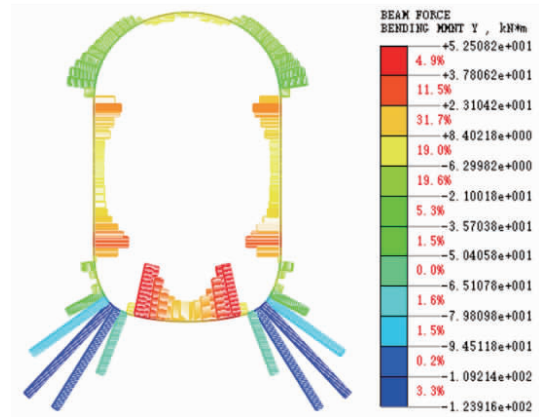 BEAM FORCE
BENDING MMNT Y , kN*m
+5.25082e+001
4.9%
+3.78062e+001
11.5%
+2.31042e+001
31.7%
+8.40218e+000
19.0%
-6.29982e+000
19.6%
-2.10018e+001
5.3%
-3.57038e+001
1.5%
-5.04058e+001
0.0%
-6.51078e+001
1.6%
-7.98098e+001
1.5%
-9.45118e+001
0.2%
-1.09214e+002
3.3%
-1.23916e+002